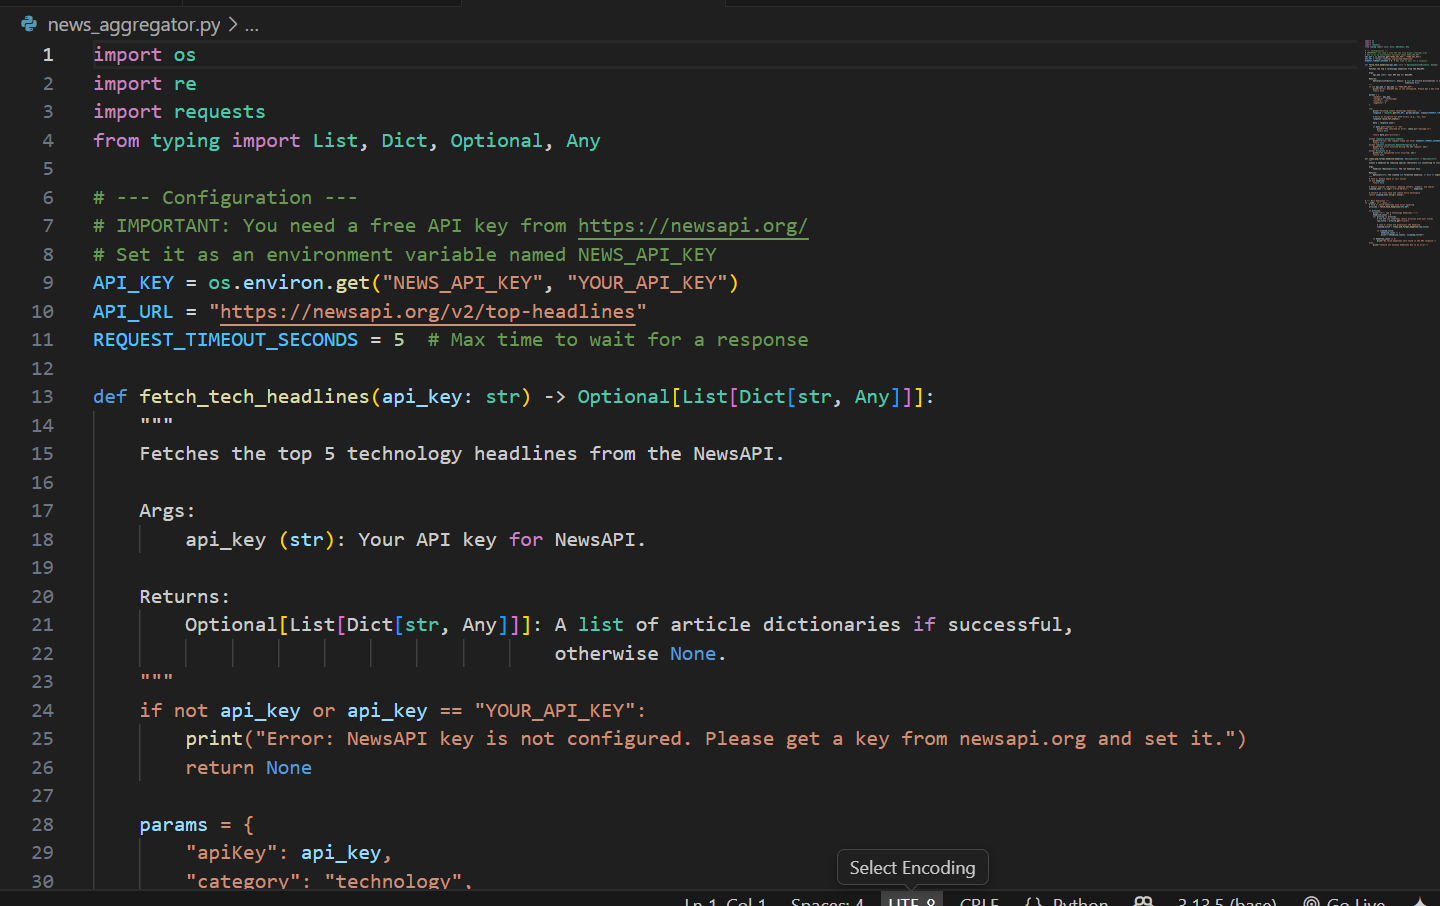 news_aggregator.py > ...
1 import os
2 import re
3 import requests
4 from typing import List, Dict, Optional, Any
5
6 # --- Configuration ---
7 # IMPORTANT: You need a free API key from https://newsapi.org/
8 # Set it as an environment variable named NEWS_API_KEY
9 API_KEY = os.environ.get("NEWS_API_KEY", "YOUR_API_KEY")
10 API_URL = "https://newsapi.org/v2/top-headlines"
11 REQUEST_TIMEOUT_SECONDS = 5  # Max time to wait for a response
12
13 def fetch_tech_headlines(api_key: str) -> Optional[List[Dict[str, Any]]]:
14     """
15     Fetches the top 5 technology headlines from the NewsAPI.
16
17     Args:
18         api_key (str): Your API key for NewsAPI.
19
20     Returns:
21         Optional[List[Dict[str, Any]]]: A list of article dictionaries if successful,
22                                         otherwise None.
23     """
24     if not api_key or api_key == "YOUR_API_KEY":
25         print("Error: NewsAPI key is not configured. Please get a key from newsapi.org and set it.")
26         return None
27
28     params = {
29         "apiKey": api_key,
30         "category": "technology",
Select Encoding
Ln 1, Col 1 Spaces: 4 UTF-8 CRLF {} Python 3.13.5 (base) Go Live